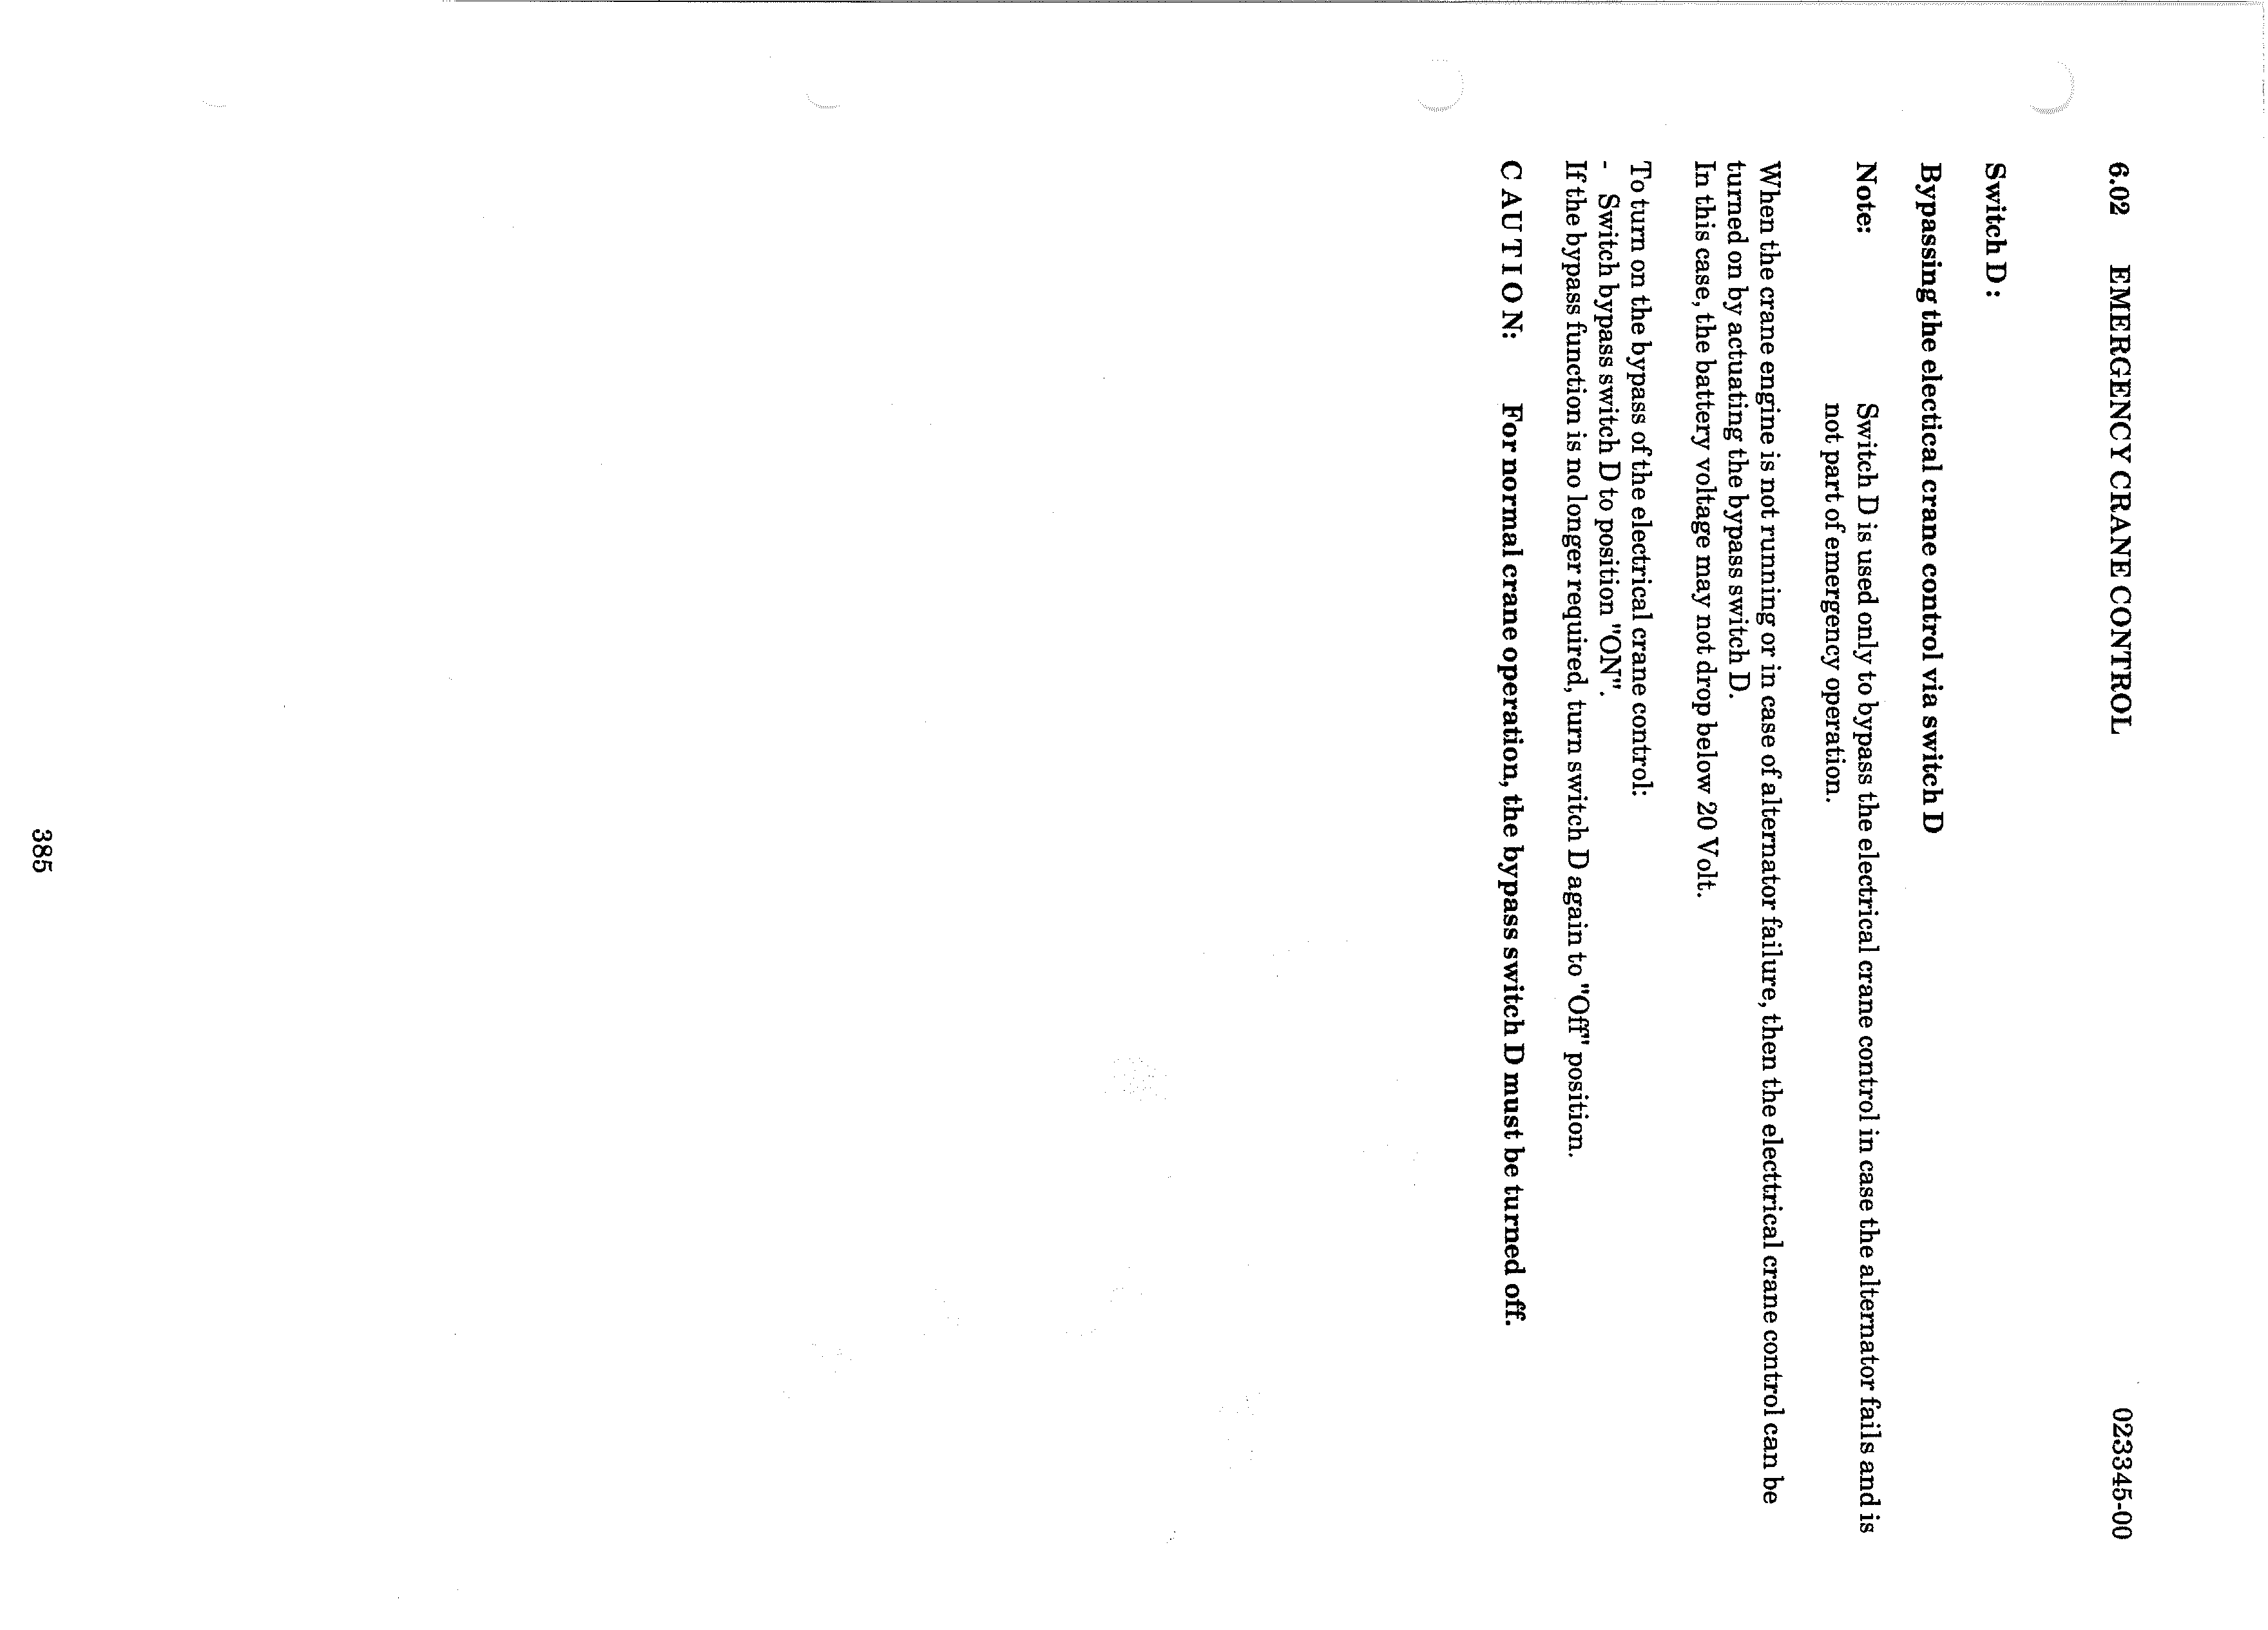 6.02 EMERGENCY CRANE CONTROL 023345-00
Switch D:
Bypassing the electical crane control via switch D
Note: Switch D is used only to bypass the electrical crane control in case the alternator fails and is
not part of emergency operation.
When the crane engine is not running or in case of alternator failure, then the electtrical crane control can be
turned on by actuating the bypass switch D.
In this case, the battery voltage may not drop below 20 Volt.
To turn on the bypass of the electrical crane control:
- Switch bypass switch D to position "ON".
If the bypass function is no longer required, turn switch D again to "Off" position.
C A U T I O N: For normal crane operation, the bypass switch D must be turned off.
385